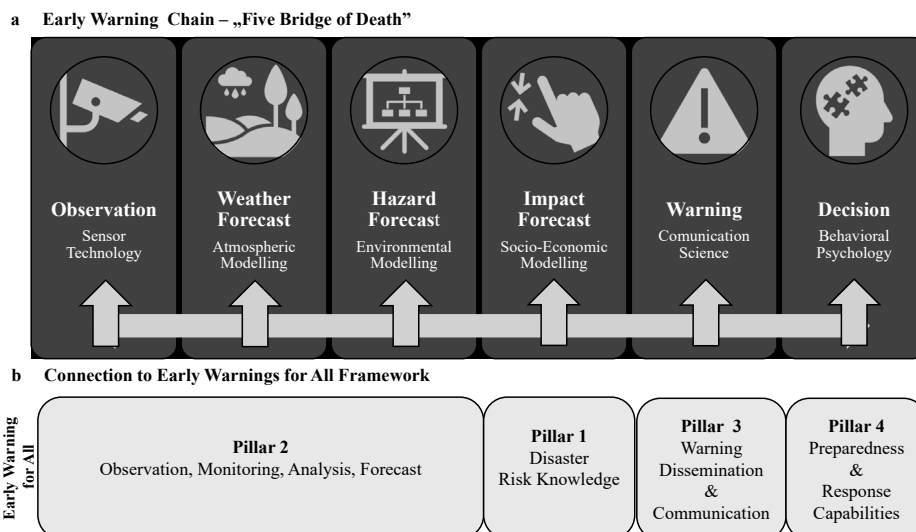 a Early Warning Chain – „Five Bridge of Death”
Observation
Sensor
Technology
Weather
Forecast
Atmospheric
Modelling
Hazard
Forecast
Environmental
Modelling
Impact
Forecast
Socio-Economic
Modelling
Warning
Comunication
Science
Decision
Behavioral
Psychology
b Connection to Early Warnings for All Framework
Early Warning
for All
Pillar 2
Observation, Monitoring, Analysis, Forecast
Pillar 1
Disaster
Risk Knowledge
Pillar 3
Warning
Dissemination
&
Communication
Pillar 4
Preparedness
&
Response
Capabilities